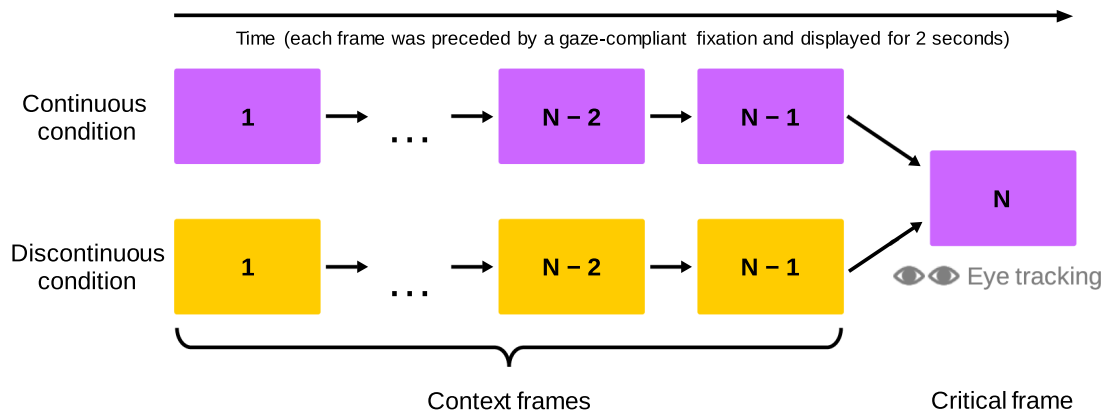 Time (each frame was preceded by a gaze-compliant fixation and displayed for 2 seconds)
Continuous
condition
1
...
N − 2
N − 1
N
Discontinuous
condition
1
...
N − 2
N − 1
Eye tracking
Context frames
Critical frame